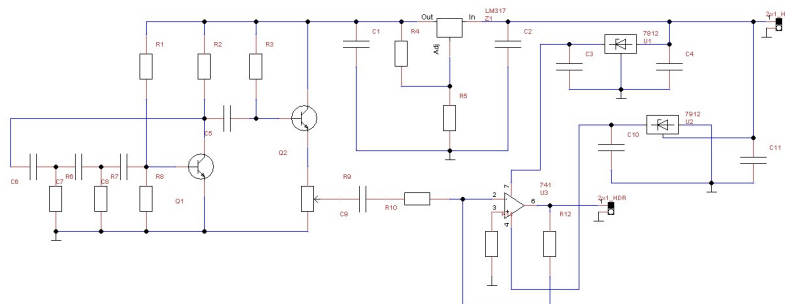 LM317
Z1
Out
In
Adj
2x1_H
R1
R2
R3
C1
R4
C2
7812
U1
C3
C4
R5
7912
U2
C5
C10
C11
Q2
C6
C7
R6
C8
R7
R8
Q1
R9
C9
R10
7
741
U3
2
3
4
6
R12
2x1_HDR